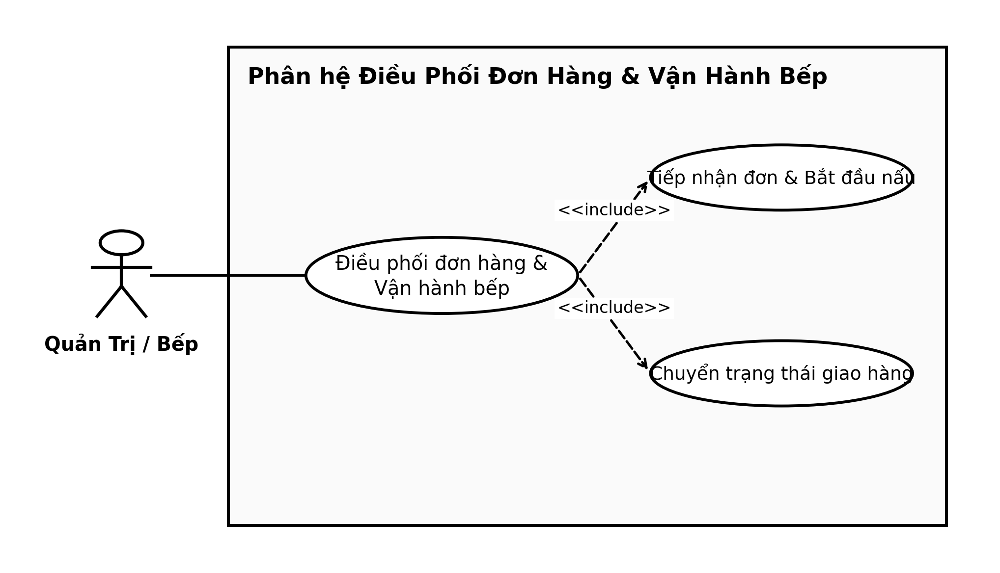 Phân hệ Điều Phối Đơn Hàng & Vận Hành Bếp
Tiếp nhận đơn & Bắt đầu nấu
<<include>>
Điều phối đơn hàng &
Vận hành bếp
<<include>>
Quản Trị / Bếp
Chuyển trạng thái giao hàng